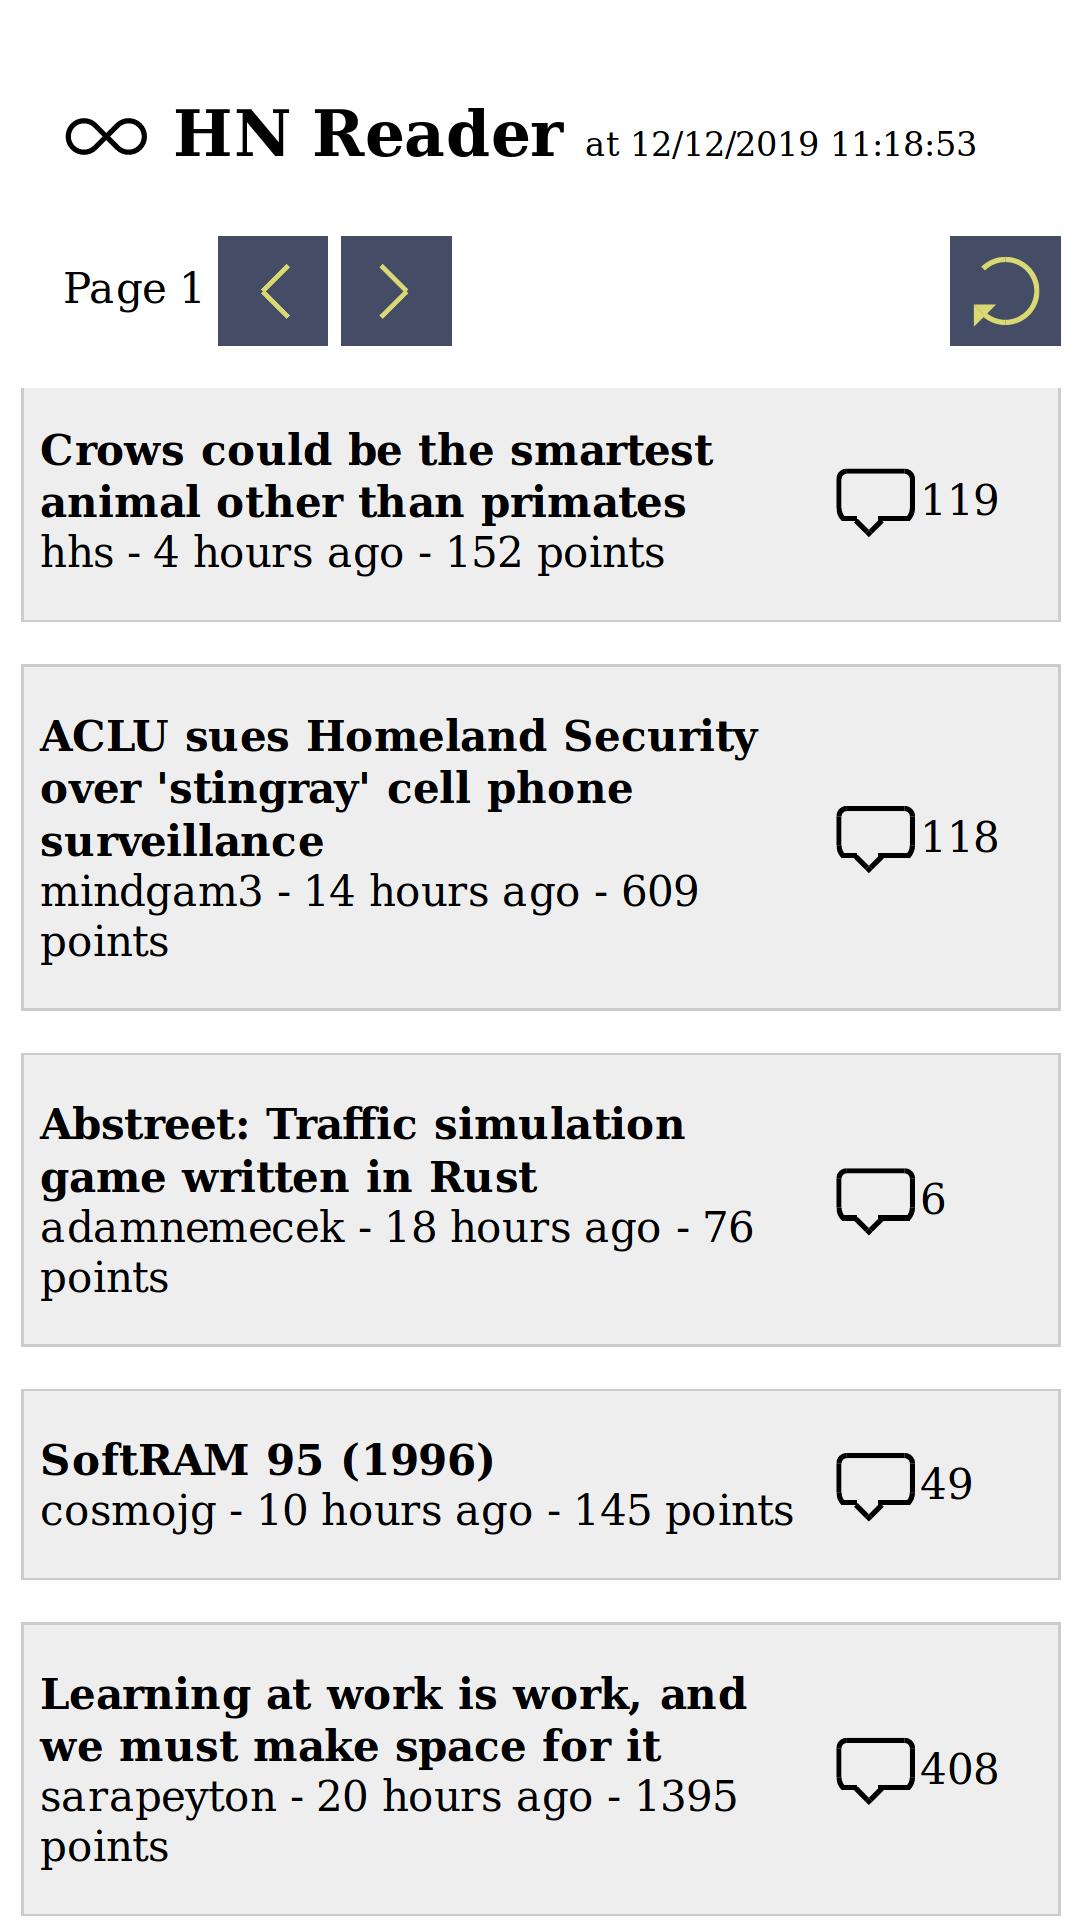 HN Reader at 12/12/2019 11:18:53
Page 1
Crows could be the smartest
animal other than primates
hhs - 4 hours ago - 152 points
119
ACLU sues Homeland Security
over 'stingray' cell phone
surveillance
mindgam3 - 14 hours ago - 609
points
118
Abstreet: Traffic simulation
game written in Rust
adamnemecek - 18 hours ago - 76
points
6
SoftRAM 95 (1996)
cosmojg - 10 hours ago - 145 points
49
Learning at work is work, and
we must make space for it
sarapeyton - 20 hours ago - 1395
points
408